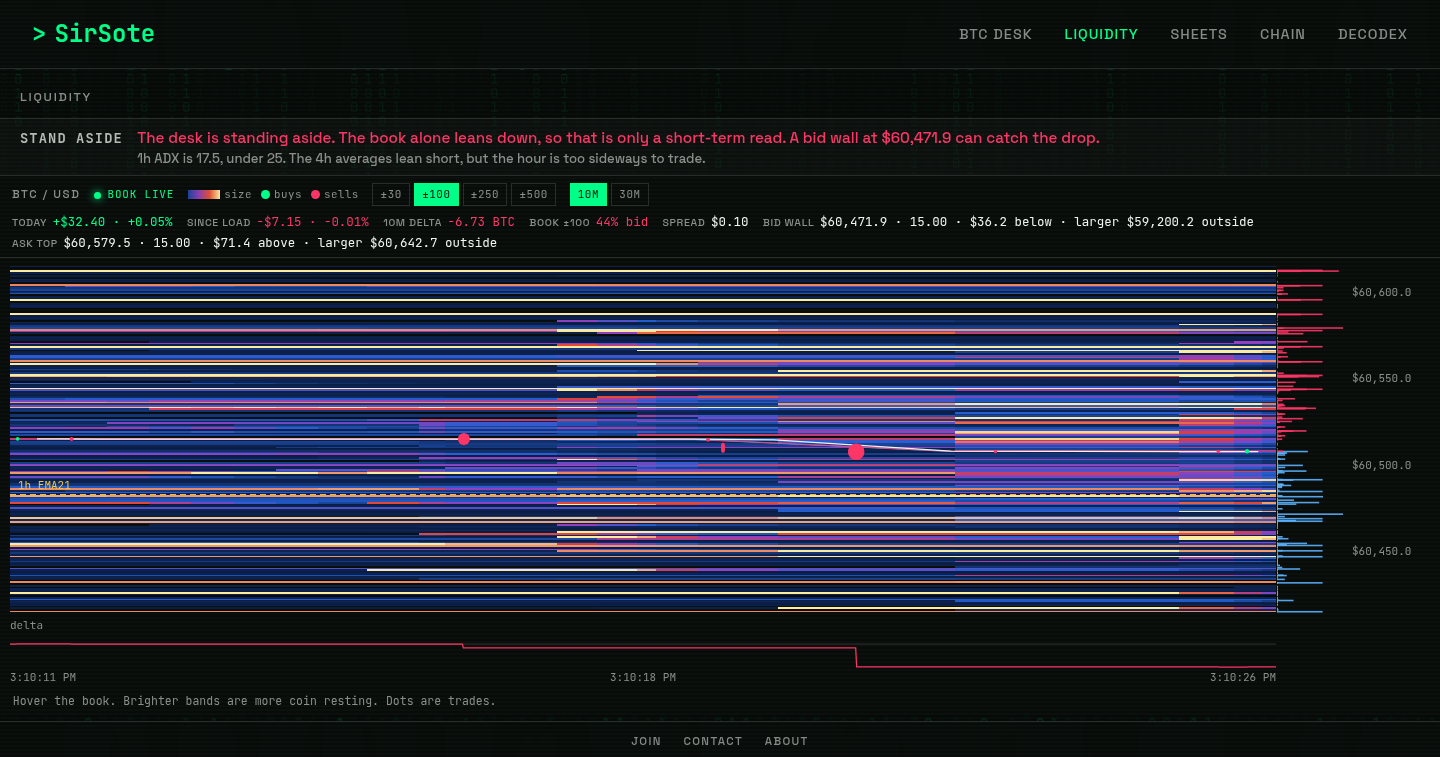 > SirSote
BTC DESK LIQUIDITY SHEETS CHAIN DECODEX
LIQUIDITY
STAND ASIDE The desk is standing aside. The book alone leans down, so that is only a short-term read. A bid wall at $60,471.9 can catch the drop.
1h ADX is 17.5, under 25. The 4h averages lean short, but the hour is too sideways to trade.
BTC / USD BOOK LIVE size buys sells ±30 ±100 ±250 ±500 10M 30M
TODAY +$32.40 · +0.05% SINCE LOAD -$7.15 · -0.01% 10M DELTA -6.73 BTC BOOK ±100 44% bid SPREAD $0.10 BID WALL $60,471.9 · 15.00 · $36.2 below · larger $59,200.2 outside
ASK TOP $60,579.5 · 15.00 · $71.4 above · larger $60,642.7 outside
$60,600.0
$60,550.0
$60,500.0
1h EMA21
$60,450.0
delta
3:10:11 PM 3:10:18 PM 3:10:26 PM
Hover the book. Brighter bands are more coin resting. Dots are trades.
JOIN CONTACT ABOUT